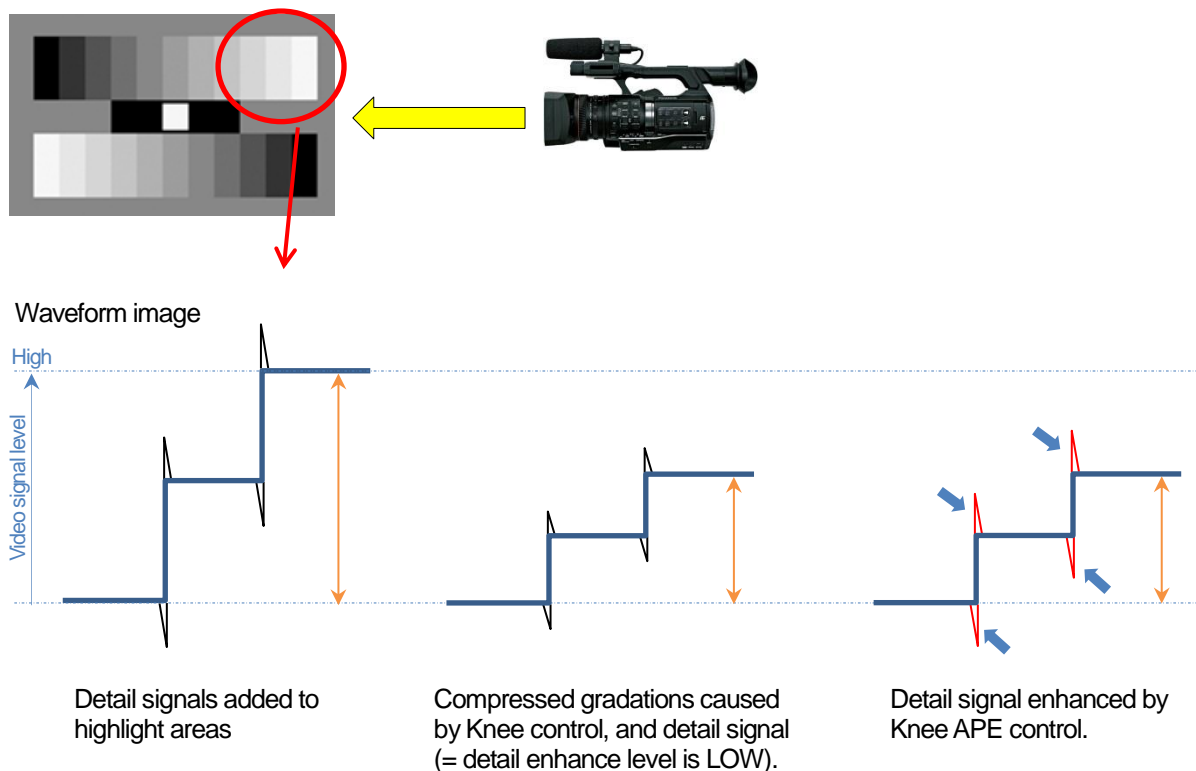 Waveform image
High
Video signal level
Detail signals added to
highlight areas
Compressed gradations caused
by Knee control, and detail signal
(= detail enhance level is LOW).
Detail signal enhanced by
Knee APE control.